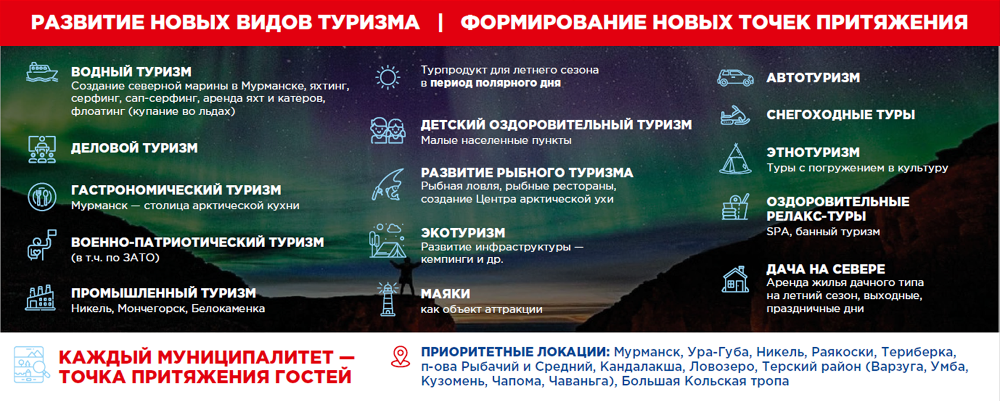 РАЗВИТИЕ НОВЫХ ВИДОВ ТУРИЗМА | ФОРМИРОВАНИЕ НОВЫХ ТОЧЕК ПРИТЯЖЕНИЯ
ВОДНЫЙ ТУРИЗМ
Создание северной марины в Мурманске, яхтинг,
серфинг, сап-серфинг, аренда яхт и катеров,
флоатинг (купание во льдах)
ДЕЛОВОЙ ТУРИЗМ
ГАСТРОНОМИЧЕСКИЙ ТУРИЗМ
Мурманск — столица арктической кухни
ВОЕННО-ПАТРИОТИЧЕСКИЙ ТУРИЗМ
(в т.ч. по ЗАТО)
ПРОМЫШЛЕННЫЙ ТУРИЗМ
Никель, Мончегорск, Белокаменка
Турпродукт для летнего сезона
в период полярного дня
ДЕТСКИЙ ОЗДОРОВИТЕЛЬНЫЙ ТУРИЗМ
Малые населенные пункты
РАЗВИТИЕ РЫБНОГО ТУРИЗМА
Рыбная ловля, рыбные рестораны,
создание Центра арктической ухи
ЭКОТУРИЗМ
Развитие инфраструктуры —
кемпинги и др.
МАЯКИ
как объект аттракции
АВТОТУРИЗМ
СНЕГОХОДНЫЕ ТУРЫ
ЭТНОТУРИЗМ
Туры с погружением в культуру
ОЗДОРОВИТЕЛЬНЫЕ
РЕЛАКС-ТУРЫ
SPA, банный туризм
ДАЧА НА СЕВЕРЕ
Аренда жилья дачного типа
на летний сезон, выходные,
праздничные дни
КАЖДЫЙ МУНИЦИПАЛИТЕТ —
ТОЧКА ПРИТЯЖЕНИЯ ГОСТЕЙ
ПРИОРИТЕТНЫЕ ЛОКАЦИИ: Мурманск, Ура-Губа, Никель, Раякоски, Териберка,
п-ова Рыбачий и Средний, Кандалакша, Ловозеро, Терский район (Варзуга, Умба,
Кузомень, Чапома, Чаваньга), Большая Кольская тропа